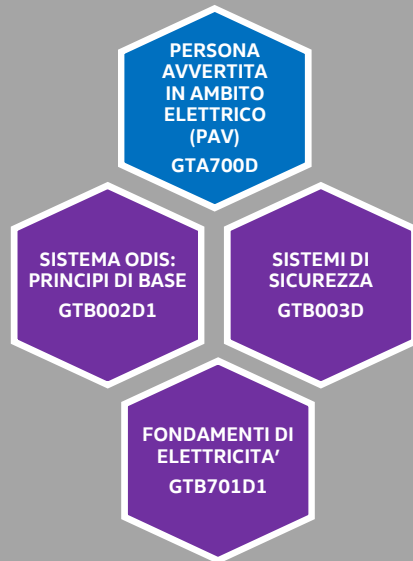 PERSONA
AVVERTITA
IN AMBITO
ELETTRICO
(PAV)
GTA700D
SISTEMA ODIS:
PRINCIPI DI BASE
GTB002D1
SISTEMI DI
SICUREZZA
GTB003D
FONDAMENTI DI
ELETTRICITA’
GTB701D1